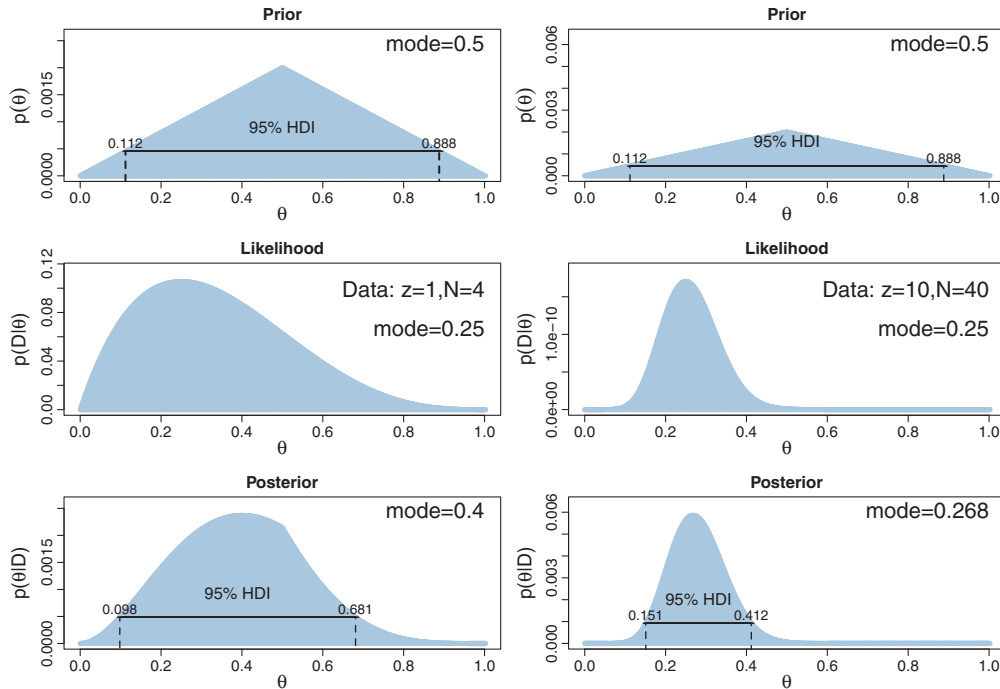 Prior
mode=0.5
p(θ)
0.0000 0.0015
0.112 95% HDI 0.888
0.0 0.2 0.4 0.6 0.8 1.0
θ
Prior
mode=0.5
p(θ)
0.000 0.003 0.006
0.112 95% HDI 0.888
0.0 0.2 0.4 0.6 0.8 1.0
θ
Likelihood
Data: z=1,N=4
mode=0.25
p(D|θ)
0.00 0.04 0.08 0.12
0.0 0.2 0.4 0.6 0.8 1.0
θ
Likelihood
Data: z=10,N=40
mode=0.25
p(D|θ)
0.0e+00 1.0e−10
0.0 0.2 0.4 0.6 0.8 1.0
θ
Posterior
mode=0.4
p(θ|D)
0.0000 0.0015
0.098 95% HDI 0.681
0.0 0.2 0.4 0.6 0.8 1.0
θ
Posterior
mode=0.268
p(θ|D)
0.000 0.003 0.006
0.151 95% HDI 0.412
0.0 0.2 0.4 0.6 0.8 1.0
θ